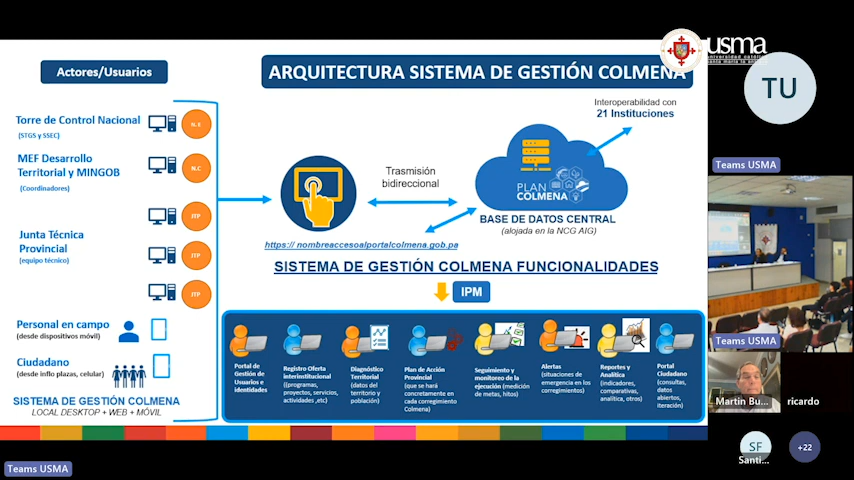 Actores/Usuarios
ARQUITECTURA SISTEMA DE GESTIÓN COLMENA
usma
TU
Interoperabilidad con
21 Instituciones
Torre de Control Nacional
(STGS y SSEC)
MEF Desarrollo
Territorial y MINGOB
(Coordinadores)
N.C
Junta Técnica
Provincial
(equipo técnico)
JTP
JTP
JTP
Trasmisión
bidireccional
PLAN
COLMENA
BASE DE DATOS CENTRAL
(alojada en la NCG AIG)
https:// nombreaccesoalportalcolmena.gob.pa
SISTEMA DE GESTIÓN COLMENA FUNCIONALIDADES
IPM
Personal en campo
(desde dispositivos móvil)
Ciudadano
(desde inflo plazas, celular)
SISTEMA DE GESTIÓN COLMENA
LOCAL DESKTOP + WEB + MÓVIL
Portal de
Gestión de
Usuarios e
identidades
Registro Oferta
interinstitucional
((programas,
proyectos, servicios,
actividades ,etc)
Diagnóstico
Territorial
(datos del
territorio y
población)
Plan de Acción
Provincial
(que se hará
concretamente en
cada corregimiento
Colmena)
Seguimiento y
monitoreo de la
ejecución (medición
de metas, hitos)
Alertas
(situaciones de
emergencia en los
corregimientos)
Reportes y
Analítica
(indicadores,
comparativas,
analítica, otros)
Portal
Ciudadano
(consultas,
datos
abiertos,
iteración)
Teams USMA
Teams USMA
Martin Bu...
ricardo
SF
Santi...
+22
Teams USMA